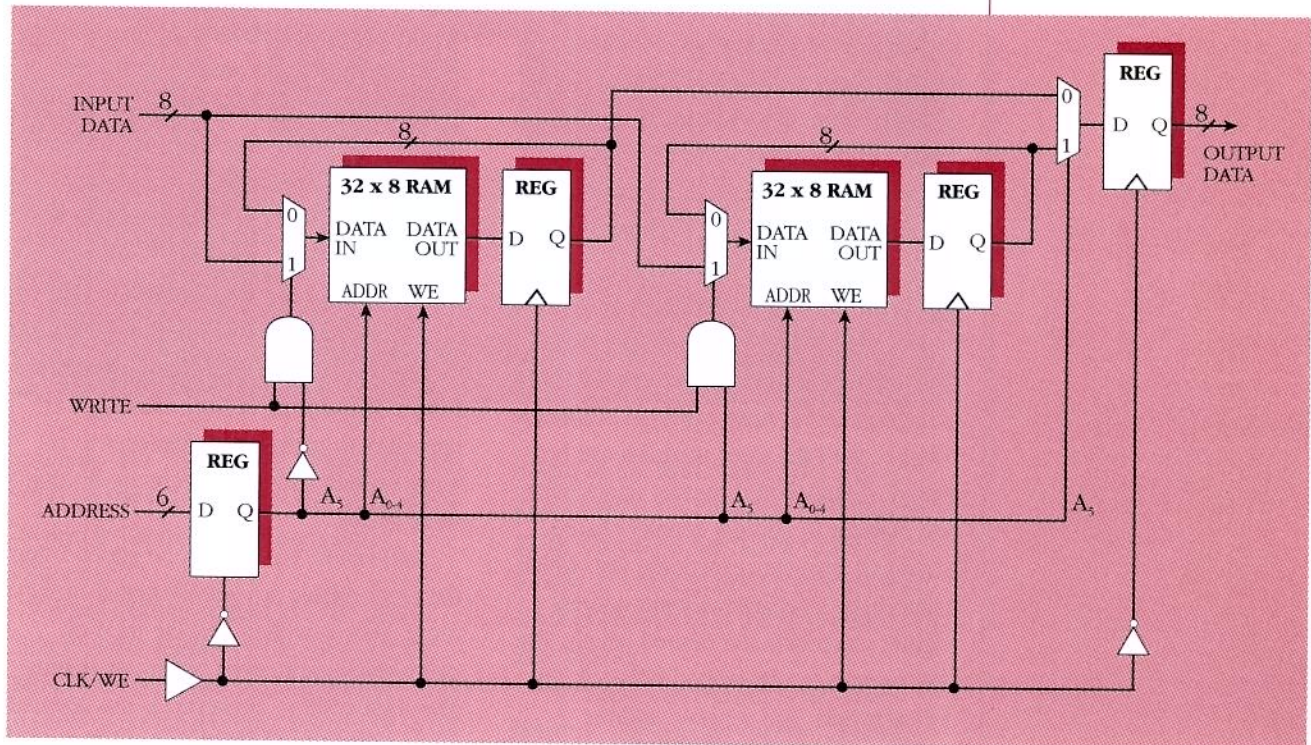 INPUT
DATA
8
8
32 x 8 RAM
DATA
IN
DATA
OUT
ADDR
WE
REG
D
Q
0
1
8
32 x 8 RAM
DATA
IN
DATA
OUT
ADDR
WE
REG
D
Q
0
1
0
1
REG
D
Q
8
OUTPUT
DATA
WRITE
ADDRESS
6
REG
D
Q
A₅
A₀₋₄
A₅
A₀₋₄
A₅
CLK/WE